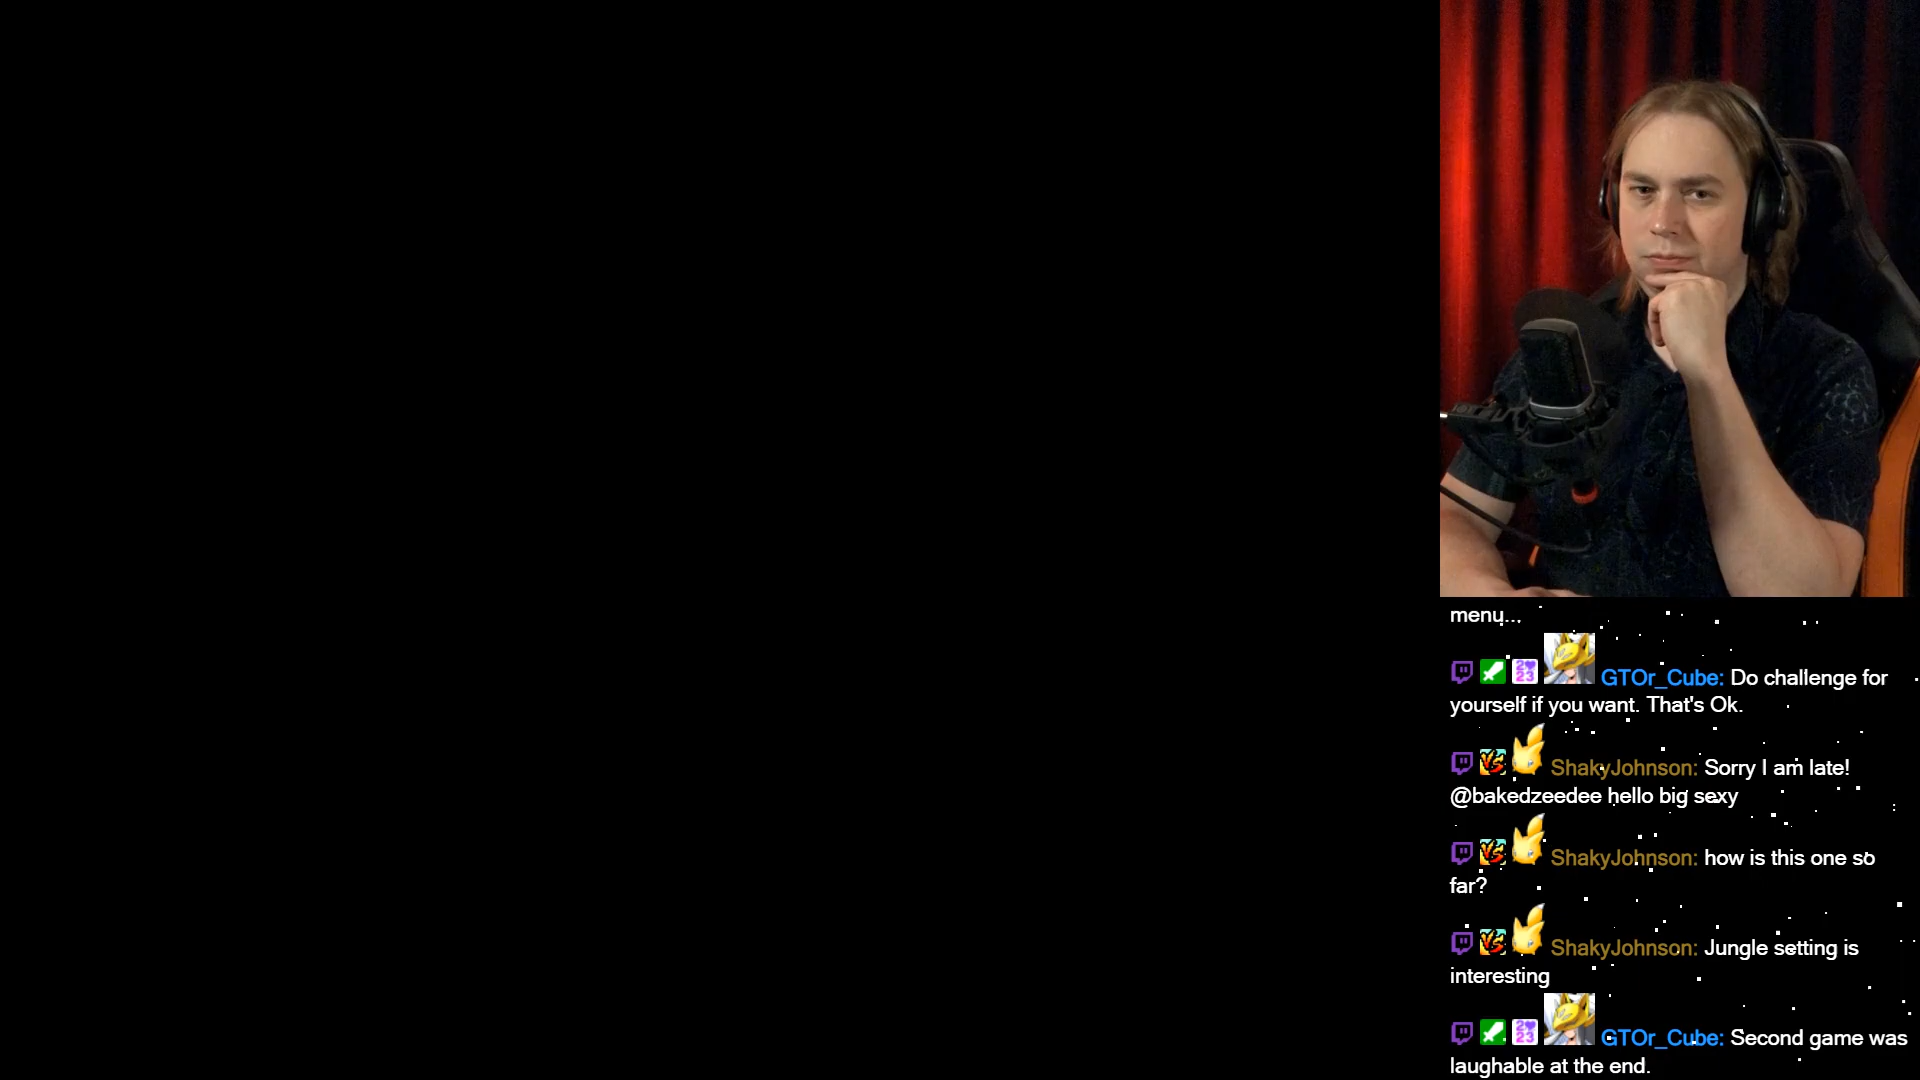 menu...
GTOr_Cube: Do challenge for
yourself if you want. That's Ok.
ShakyJohnson: Sorry I am late!
@bakedzeedee hello big sexy
ShakyJohnson: how is this one so
far?
ShakyJohnson: Jungle setting is
interesting
GTOr_Cube: Second game was
laughable at the end.